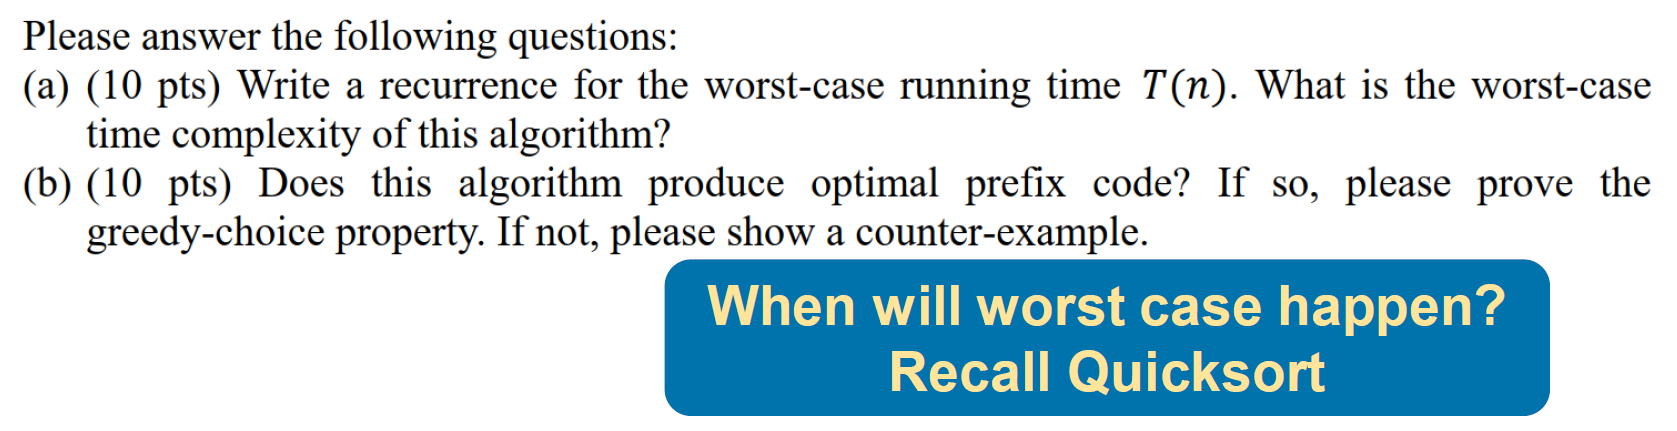 Please answer the following questions:
(a) (10 pts) Write a recurrence for the worst-case running time T(n). What is the worst-case
time complexity of this algorithm?
(b) (10 pts) Does this algorithm produce optimal prefix code? If so, please prove the
greedy-choice property. If not, please show a counter-example.
When will worst case happen?
Recall Quicksort